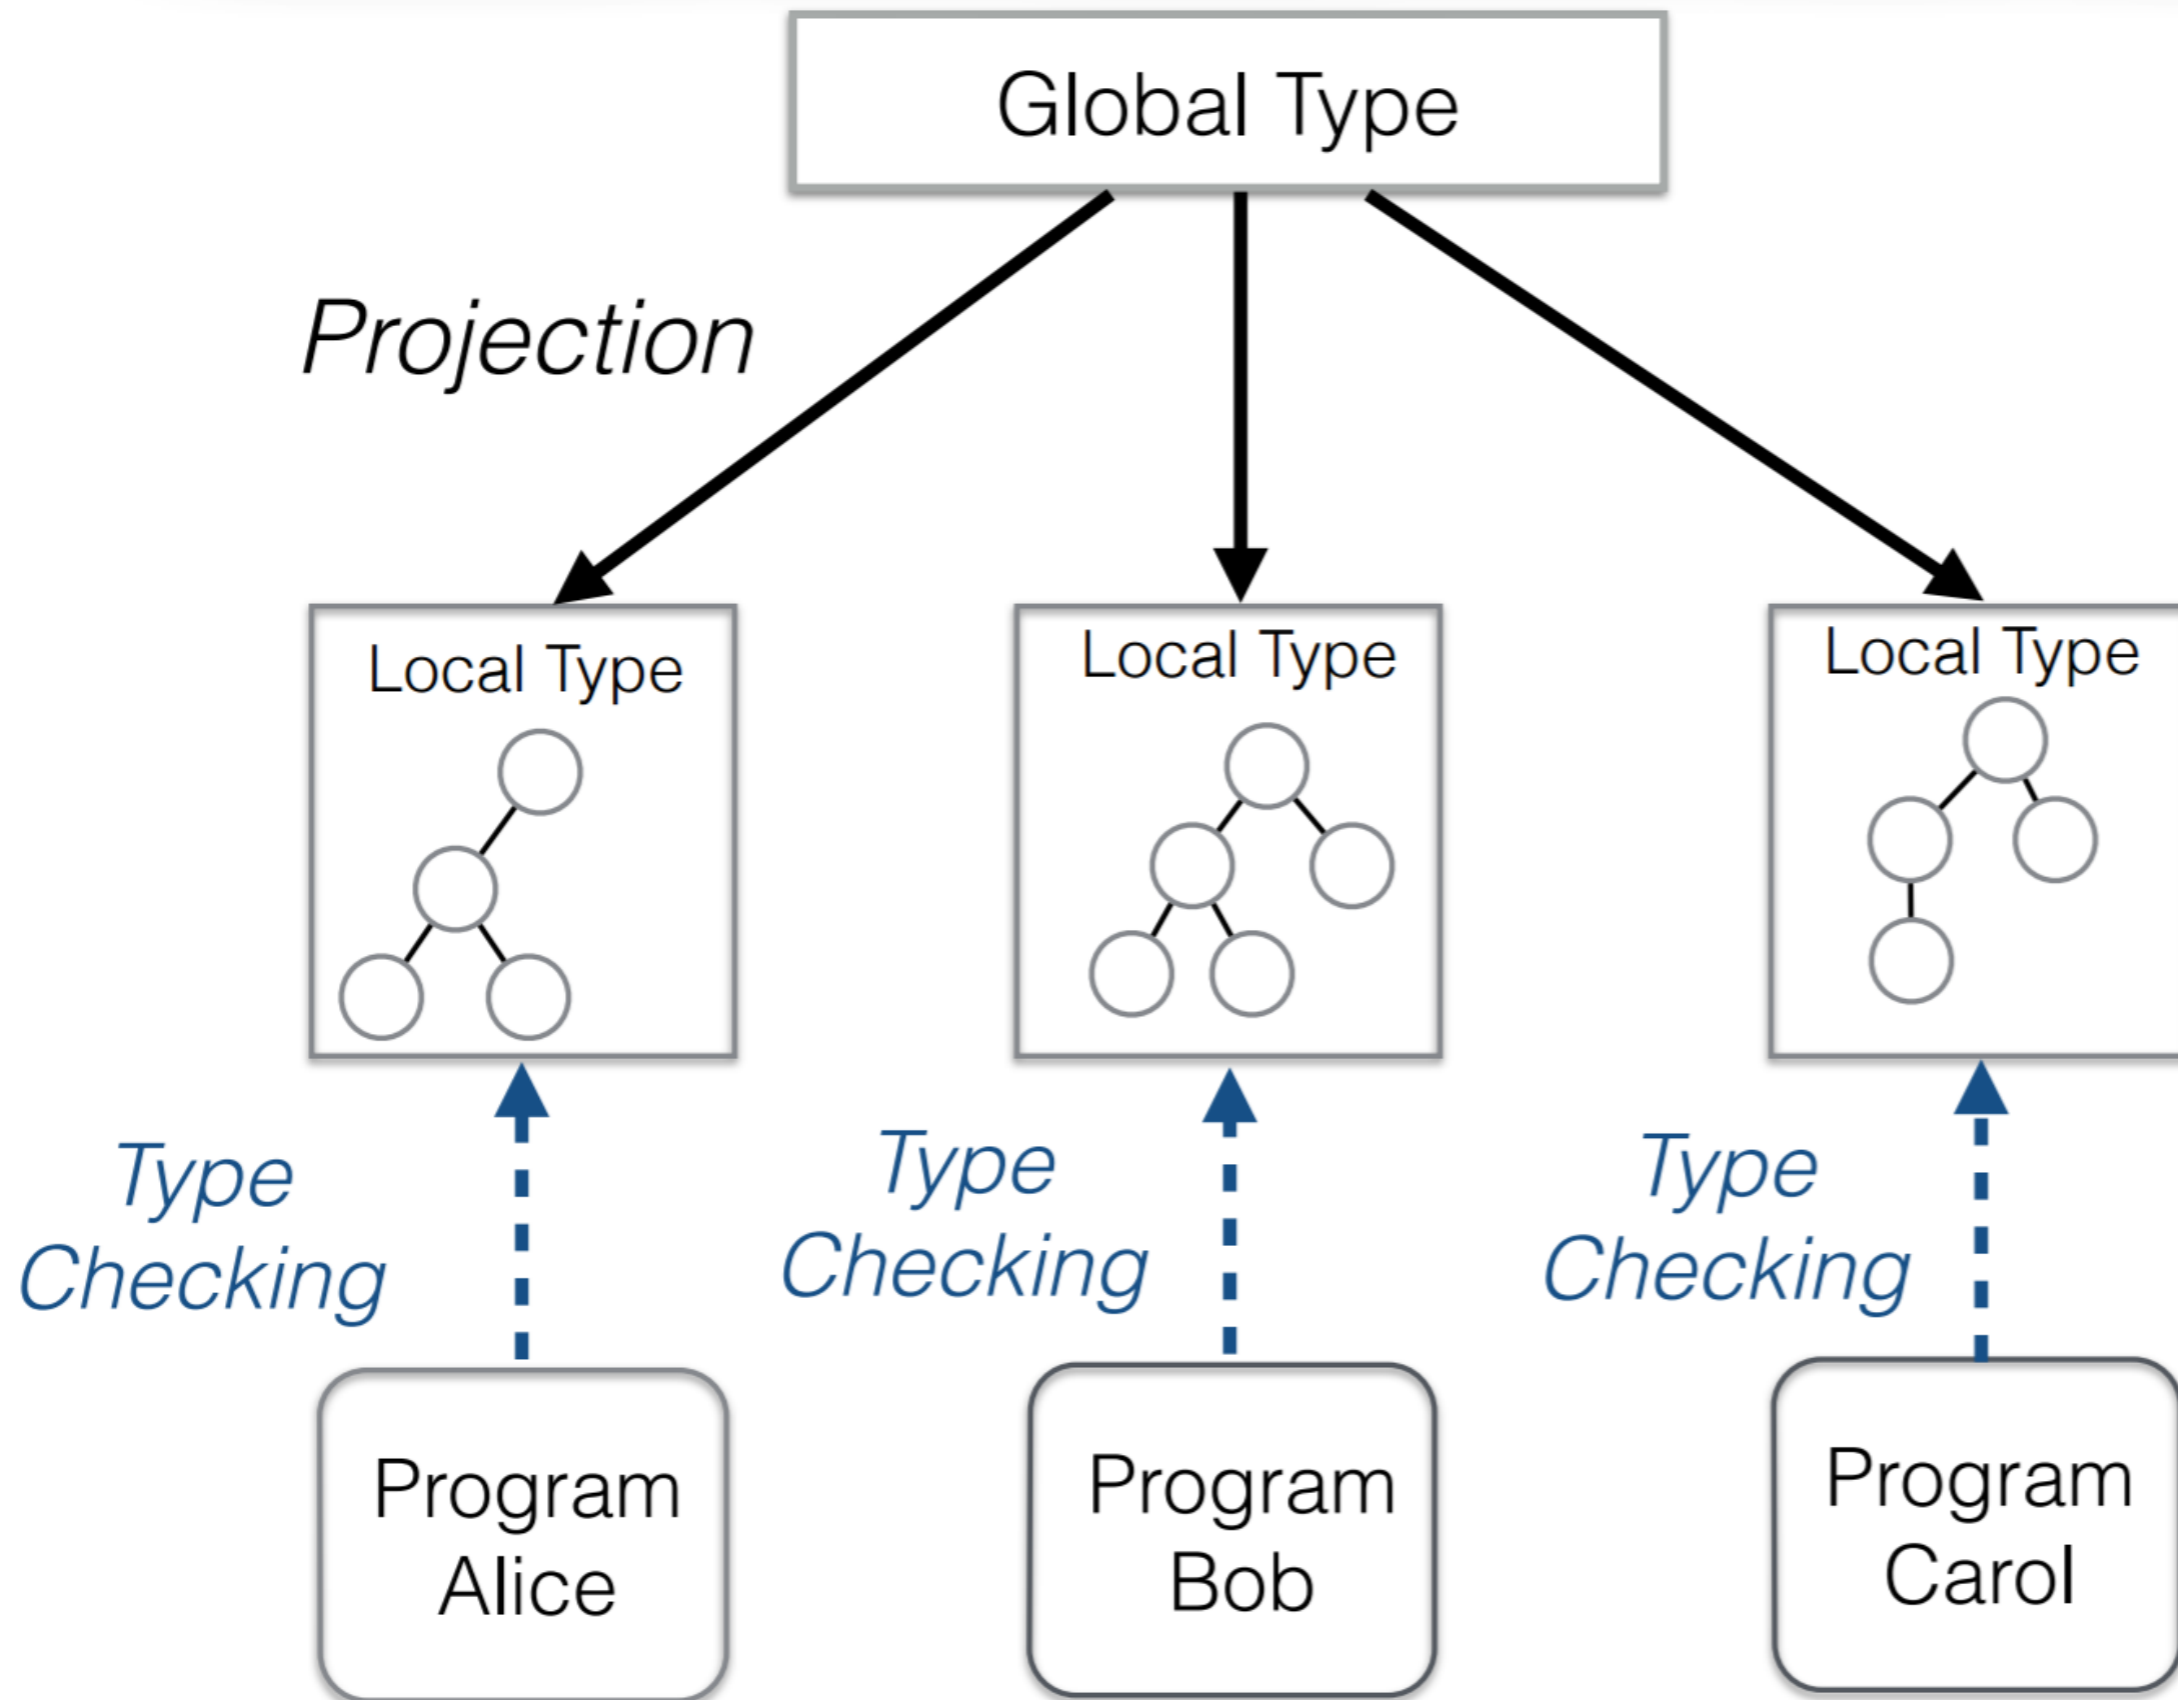 Global Type
Projection
Local Type
Local Type
Local Type
Type
Checking
Type
Checking
Type
Checking
Program
Alice
Program
Bob
Program
Carol